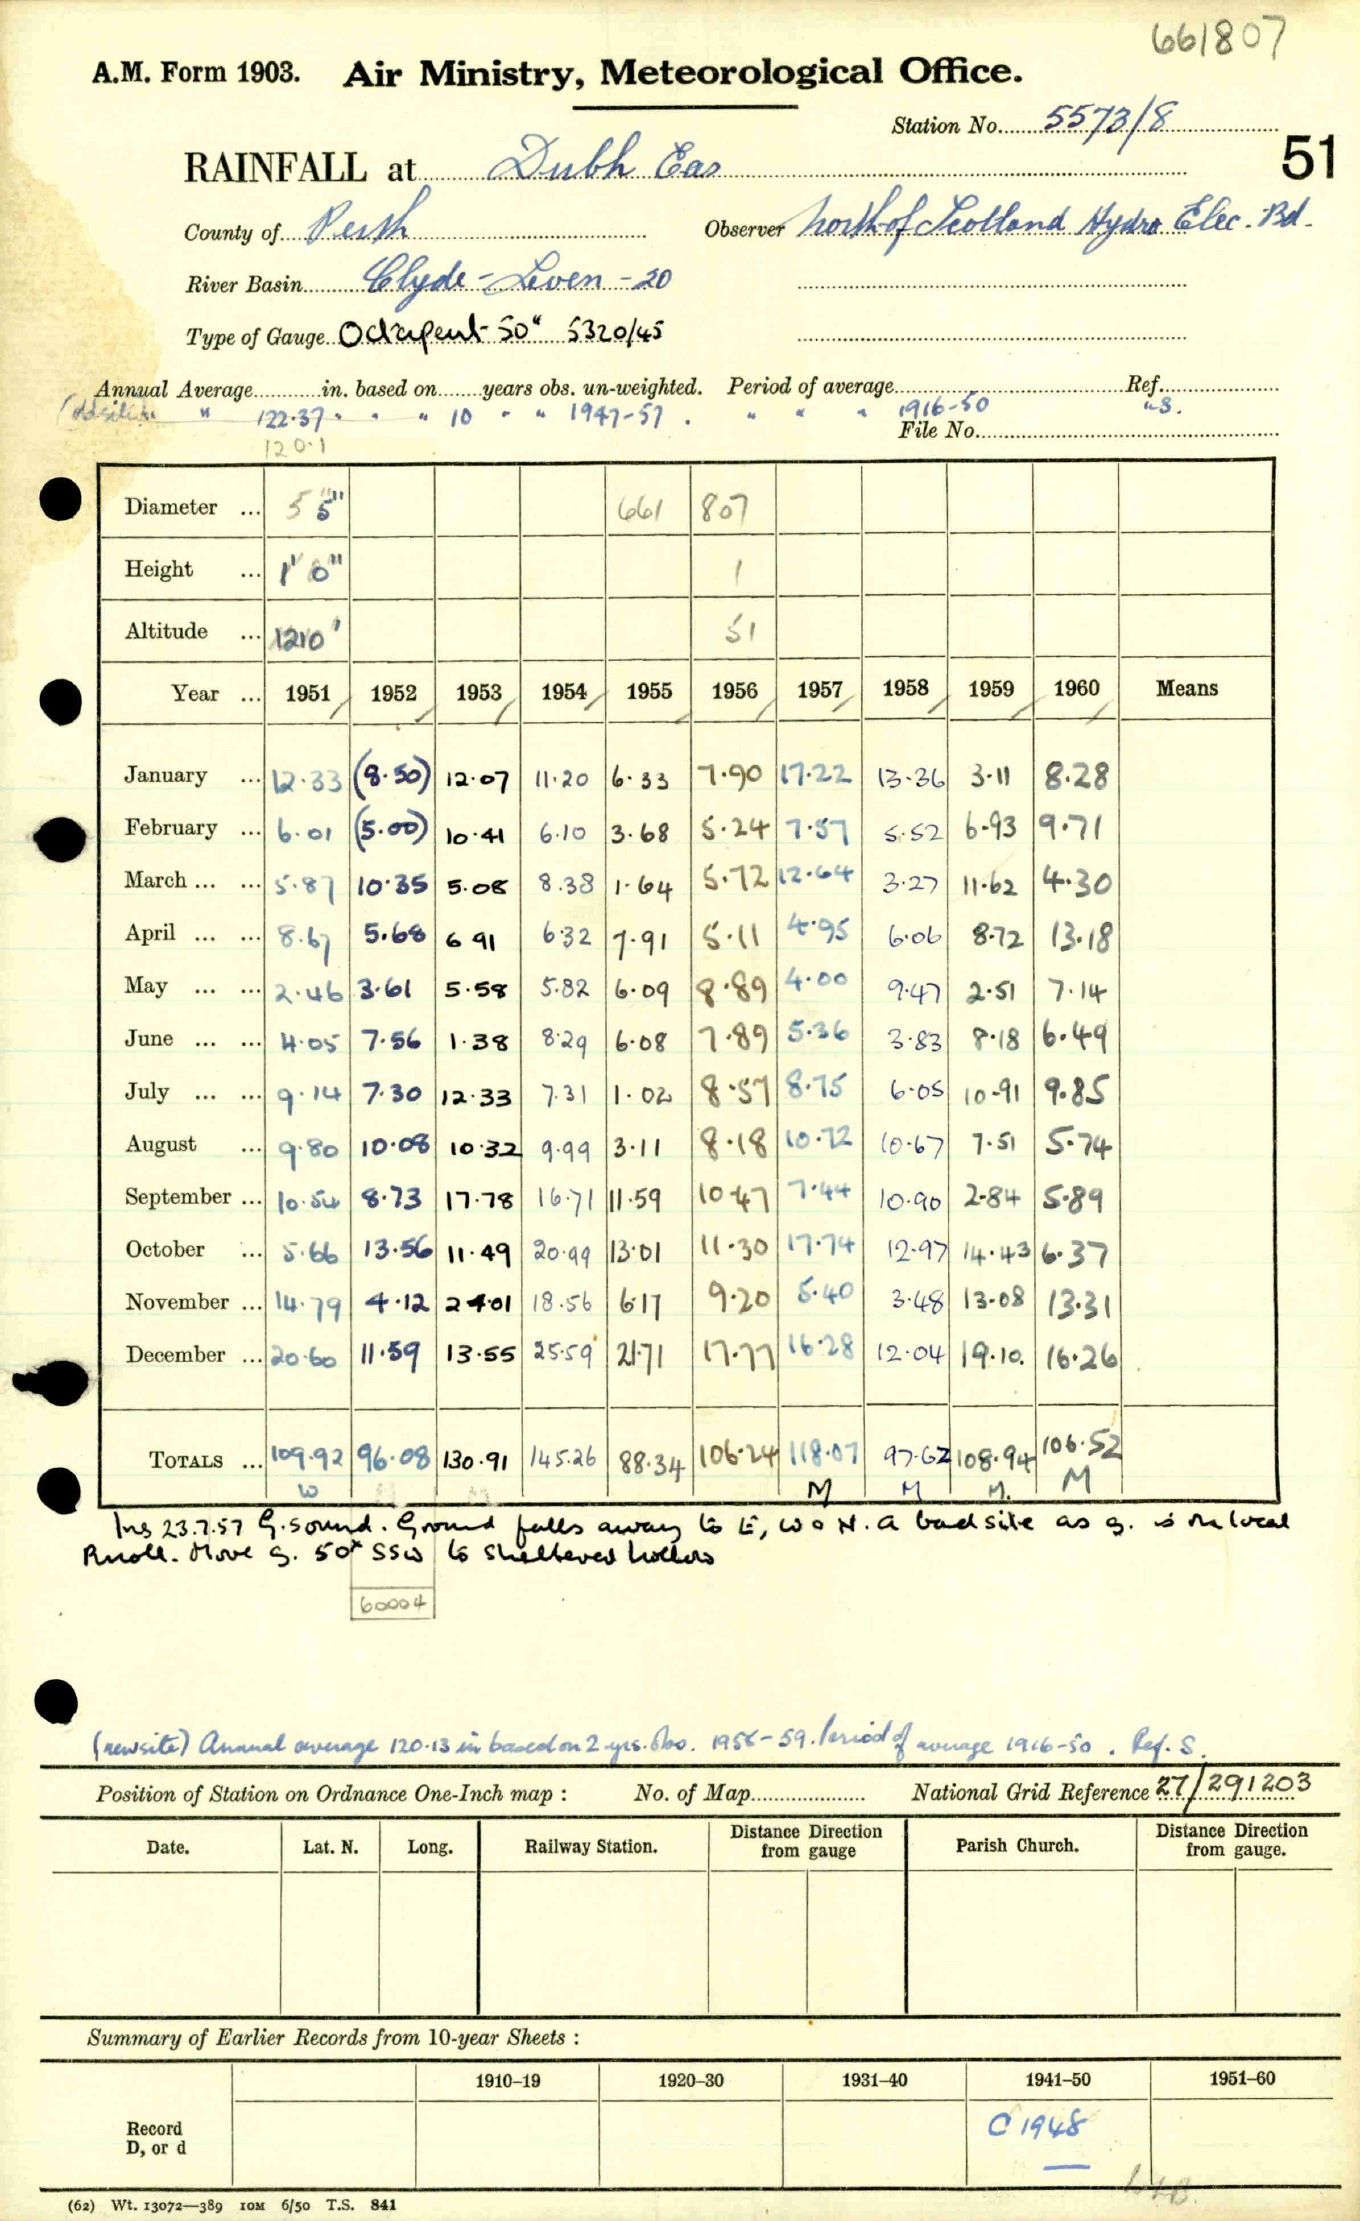 661807
A.M. Form 1903. Air Ministry, Meteorological Office.
Station No. 5573/8
51
RAINFALL at Dubh Eas
County of Perth Observer North of Scotland Hydro Elec. Bd.
River Basin Clyde - Leven - 20
Type of Gauge Octapent 50" 5320/45
Annual Average in. based on years obs. un-weighted. Period of average Ref.
(old site) " 122.37 " " " 10 " " 1947-57 . " " " 1916-50 "S.
120.1
File No.
Diameter ... 5 5" 661 807
Height ... 1' 0" 1
Altitude ... 1210' 51
Year ... 1951 1952 1953 1954 1955 1956 1957 1958 1959 1960 Means
January ... 12.33 (8.50) 12.07 11.20 6.33 7.90 17.22 13.36 3.11 8.28
February ... 6.01 (5.00) 10.41 6.10 3.68 5.24 7.57 5.52 6.93 9.71
March ... ... 5.87 10.35 5.08 8.38 1.64 5.72 12.64 3.27 11.62 4.30
April ... ... 8.67 5.68 6 91 6.32 7.91 5.11 4.95 6.06 8.72 13.18
May ... ... 2.46 3.61 5.58 5.82 6.09 8.89 4.00 9.47 2.51 7.14
June ... ... 4.05 7.56 1.38 8.29 6.08 7.89 5.36 3.83 8.18 6.49
July ... ... 9.14 7.30 12.33 7.31 1.02 8.57 8.75 6.05 10.91 9.85
August ... 9.80 10.08 10.32 9.99 3.11 8.18 10.72 10.67 7.51 5.74
September ... 10.54 8.73 17.78 16.71 11.59 10.47 7.44 10.90 2.84 5.89
October ... 5.66 13.56 11.49 20.99 13.01 11.30 17.74 12.97 14.43 6.37
November ... 14.79 4.12 24.01 18.56 6.17 9.20 5.40 3.48 13.08 13.31
December ... 20.60 11.59 13.55 25.59 21.71 17.77 16.28 12.04 19.10. 16.26
TOTALS ... 109.92 96.08 130.91 145.26 88.34 106.24 118.07 97.62 108.94 106.52
W M M M. M
Ins 23.7.57 G. sound. Ground falls away to E, W & N. A bad site as g. is on local
knoll. Move g. 50x SSW to sheltered hollow
60004
(new site) Annual average 120.13 in based on 2 yrs. obs. 1958-59. Period of average 1916-50 . Ref. S.
Position of Station on Ordnance One-Inch map : No. of Map National Grid Reference 27/291203
Date. Lat. N. Long. Railway Station. Distance from Direction gauge Parish Church. Distance from Direction gauge.
Summary of Earlier Records from 10-year Sheets :
1910–19 1920–30 1931–40 1941–50 1951–60
Record
D, or d
C 1948
(62) Wt. 13072—389 10M 6/50 T.S. 841